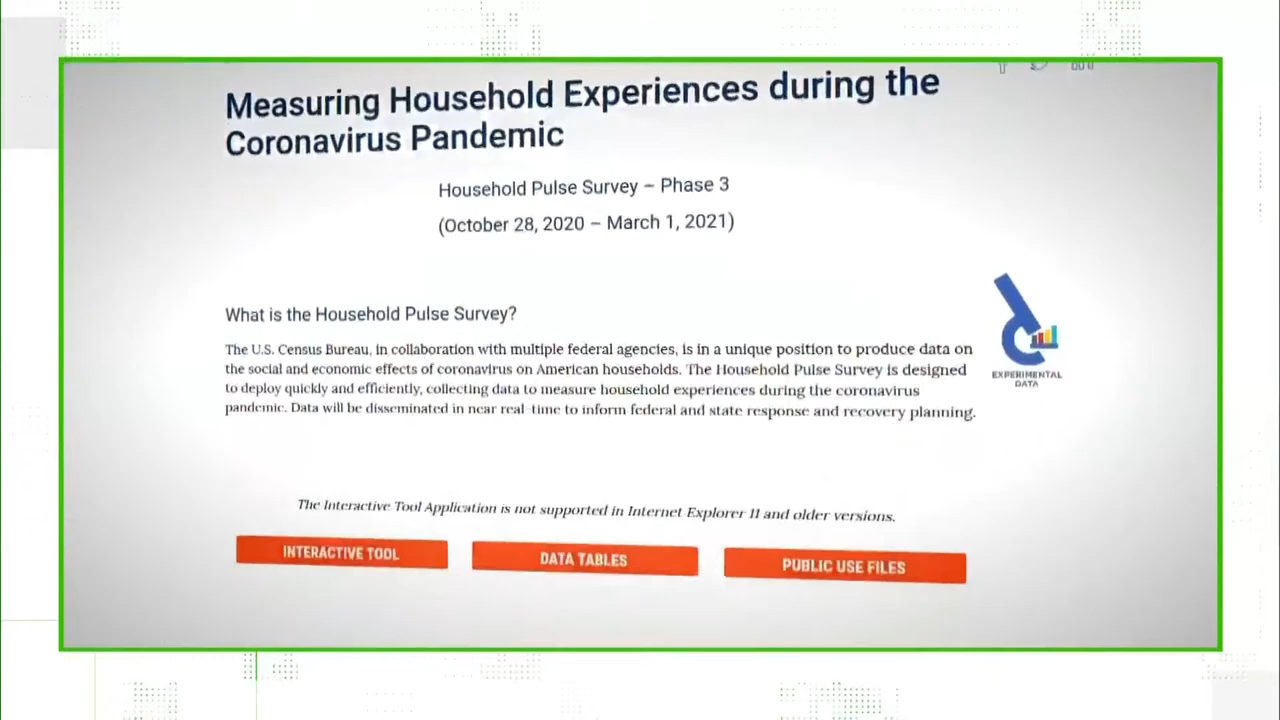 Measuring Household Experiences during the
Coronavirus Pandemic
Household Pulse Survey – Phase 3
(October 28, 2020 – March 1, 2021)
What is the Household Pulse Survey?
The U.S. Census Bureau, in collaboration with multiple federal agencies, is in a unique position to produce data on
the social and economic effects of coronavirus on American households. The Household Pulse Survey is designed
to deploy quickly and efficiently, collecting data to measure household experiences during the coronavirus
pandemic. Data will be disseminated in near real-time to inform federal and state response and recovery planning.
EXPERIMENTAL
DATA
The Interactive Tool Application is not supported in Internet Explorer 11 and older versions.
INTERACTIVE TOOL
DATA TABLES
PUBLIC USE FILES